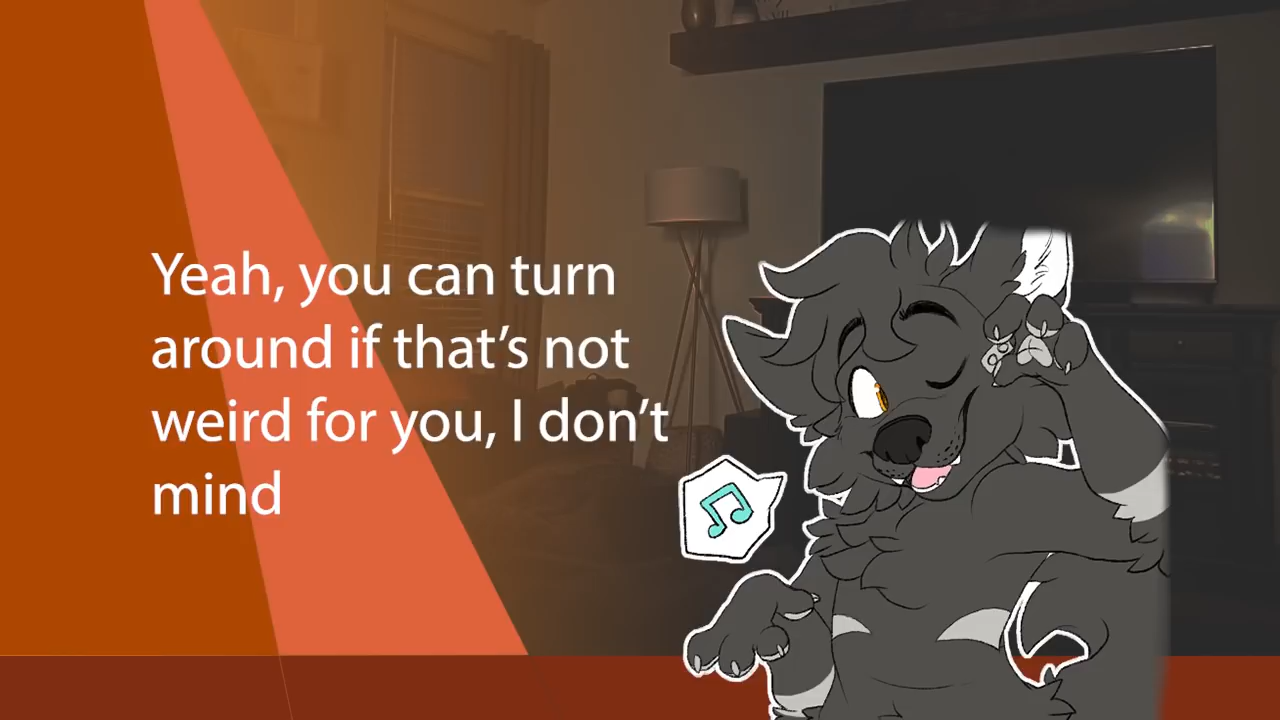 Yeah, you can turn
around if that’s not
weird for you, I don’t
mind